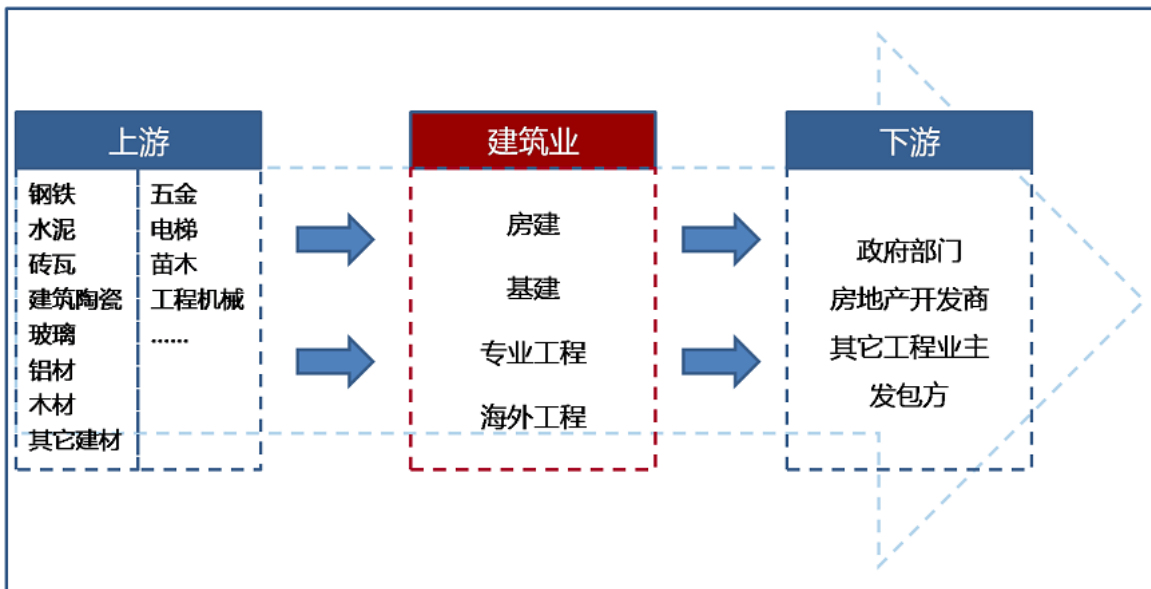 上游
钢铁
水泥
砖瓦
建筑陶瓷
玻璃
铝材
木材
其它建材
五金
电梯
苗木
工程机械
......
建筑业
房建
基建
专业工程
海外工程
下游
政府部门
房地产开发商
其它工程业主
发包方